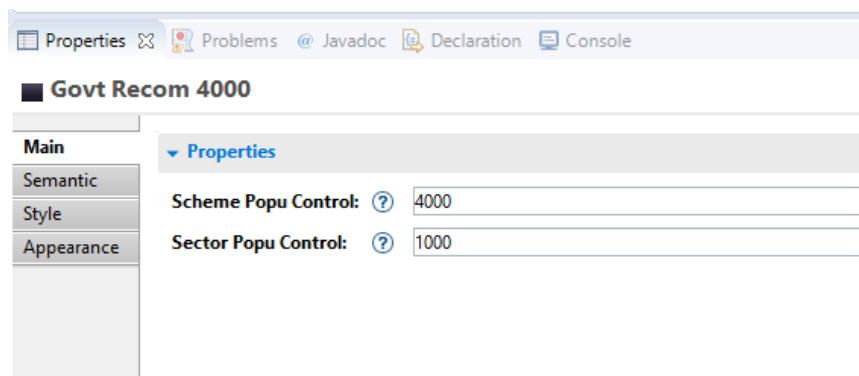 Properties Problems @ Javadoc Declaration Console
Govt Recom 4000
Main
Properties
Semantic
Scheme Popu Control: ? 4000
Style
Sector Popu Control: ? 1000
Appearance